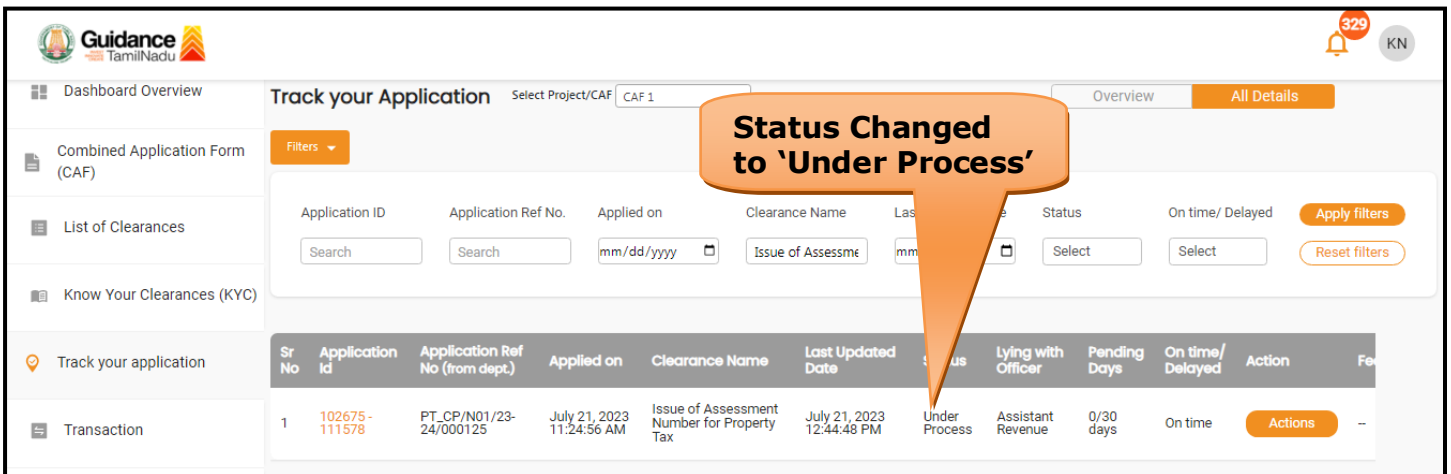 Guidance
TamilNadu
329
KN
Dashboard Overview
Track your Application
Select Project/CAF
CAF 1
Overview
All Details
Status Changed
to ‘Under Process’
Combined Application Form
(CAF)
Filters
List of Clearances
Application ID Application Ref No. Applied on Clearance Name Status On time/ Delayed
Apply filters
Search Search mm/dd/yyyy Issue of Assessme Select Select
Reset filters
Know Your Clearances (KYC)
Track your application
Sr No
Application Id
Application Ref No (from dept.)
Applied on
Clearance Name
Last Updated Date
Lying with Officer
Pending Days
On time/ Delayed
Action
1
102675 - 111578
PT_CP/N01/23-24/000125
July 21, 2023 11:24:56 AM
Issue of Assessment Number for Property Tax
July 21, 2023 12:44:48 PM
Under Process
Assistant Revenue
0/30 days
On time
Actions
--
Transaction